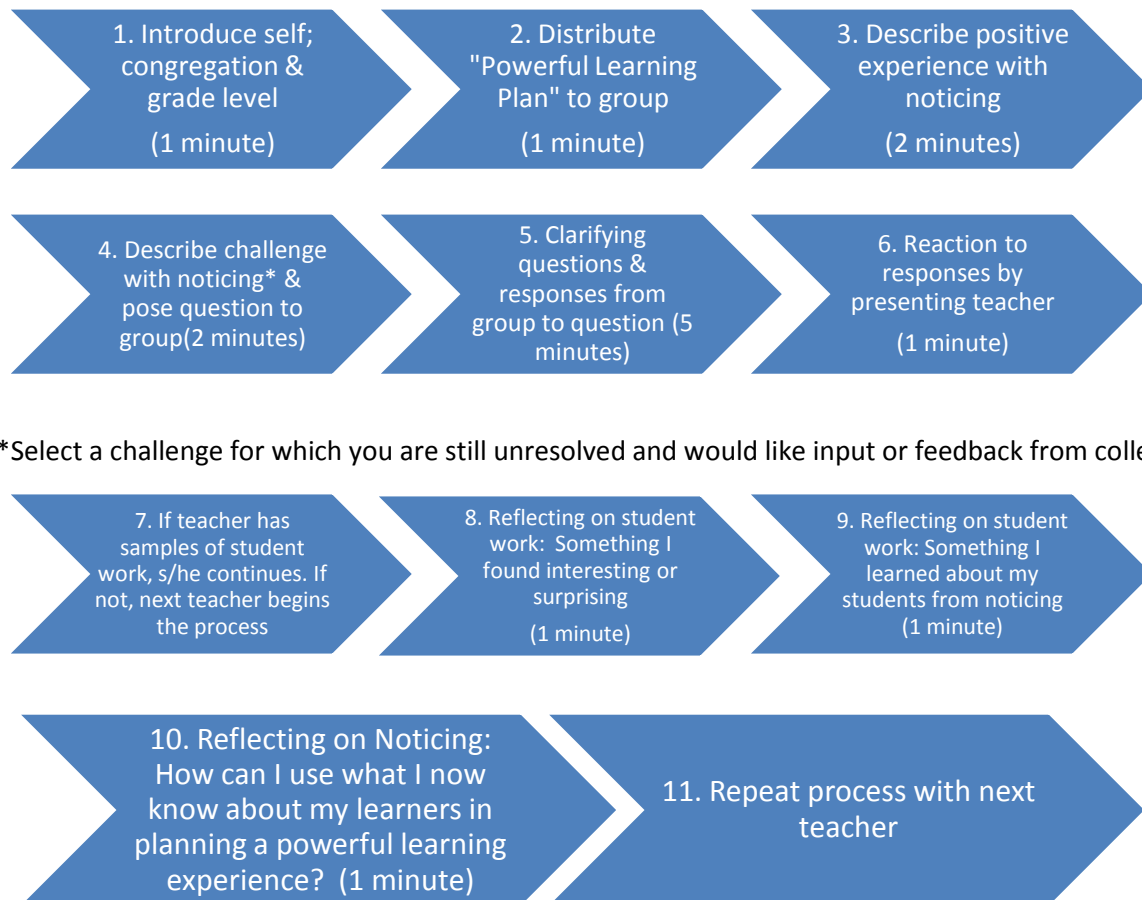 1. Introduce self;
congregation &
grade level
(1 minute)
2. Distribute
"Powerful Learning
Plan" to group
(1 minute)
3. Describe positive
experience with
noticing
(2 minutes)
4. Describe challenge
with noticing* &
pose question to
group(2 minutes)
5. Clarifying
questions &
responses from
group to question (5
minutes)
6. Reaction to
responses by
presenting teacher
(1 minute)
*Select a challenge for which you are still unresolved and would like input or feedback from colle
7. If teacher has
samples of student
work, s/he continues. If
not, next teacher begins
the process
8. Reflecting on student
work: Something I
found interesting or
surprising
(1 minute)
9. Reflecting on student
work: Something I
learned about my
students from noticing
(1 minute)
10. Reflecting on Noticing:
How can I use what I now
know about my learners in
planning a powerful learning
experience? (1 minute)
11. Repeat process with next
teacher